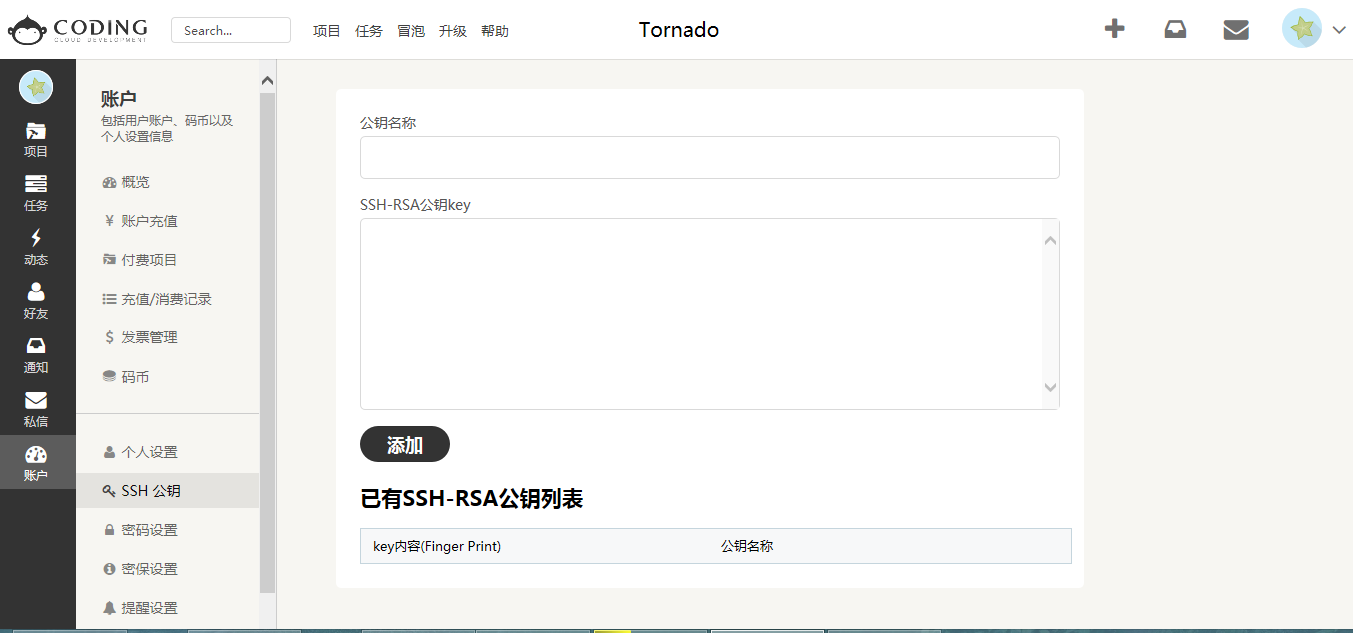 CODING
CLOUD DEVELOPMENT
Search...
项目 任务 冒泡 升级 帮助
Tornado
项目
任务
动态
好友
通知
私信
账户
账户
包括用户账户、码币以及
个人设置信息
概览
¥ 账户充值
付费项目
充值/消费记录
$ 发票管理
码币
个人设置
SSH 公钥
密码设置
密保设置
提醒设置
公钥名称
SSH-RSA公钥key
添加
已有SSH-RSA公钥列表
key内容(Finger Print) 公钥名称